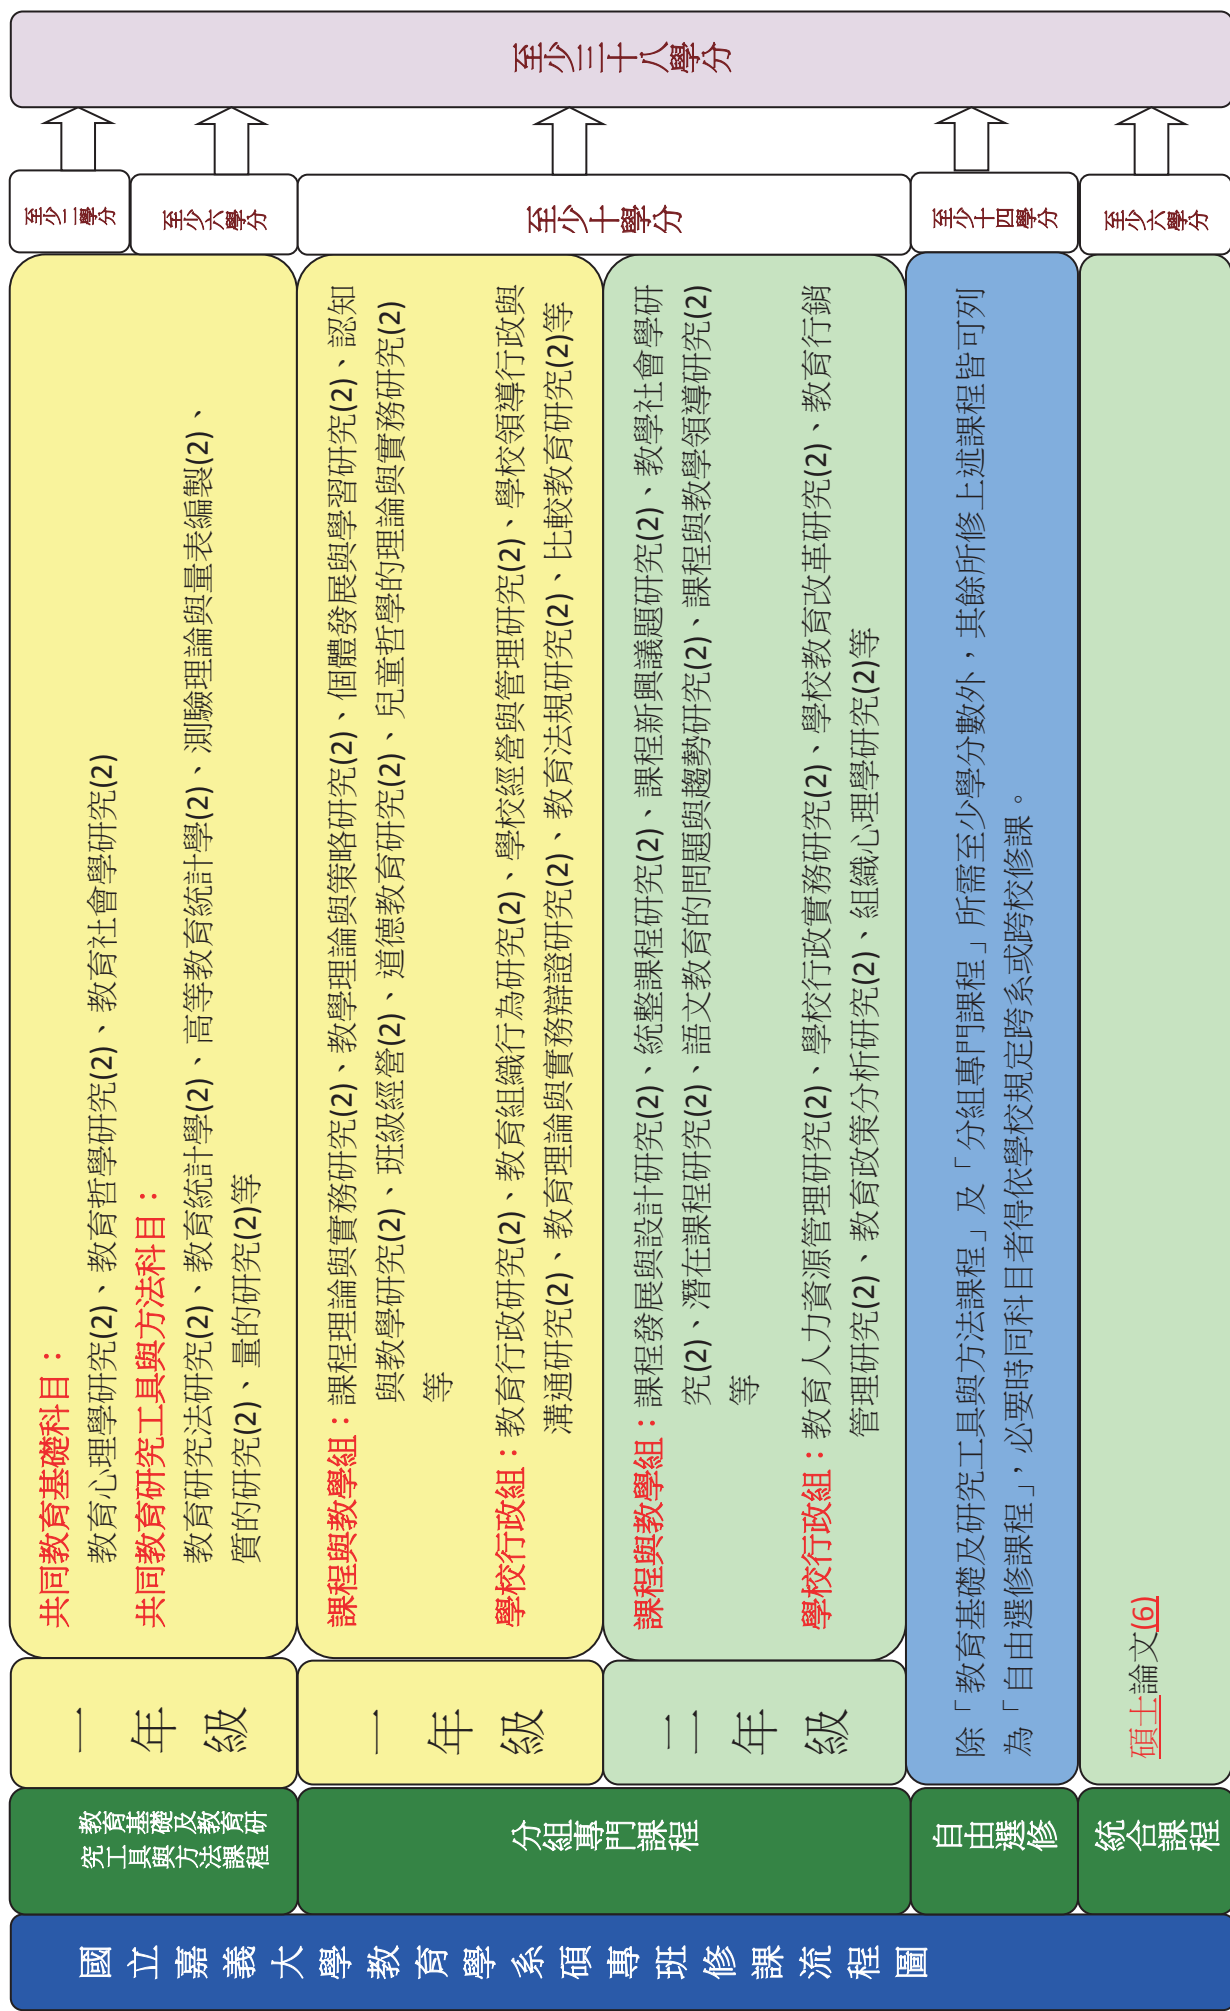 國立嘉義大學教育學系碩專班修課流程圖
教育基礎及教育研
究工具與方法課程
一年級
共同教育基礎科目：
教育心理學研究(2)、教育哲學研究(2)、教育社會學研究(2)
共同教育研究工具與方法科目：
教育研究法研究(2)、教育統計學(2)、高等教育統計學(2)、測驗理論與量表編製(2)、
質的研究(2)、量的研究(2)等
至少二學分
至少六學分
分組專門課程
一年級
課程與教學組：課程理論與實務研究(2)、教學理論與策略研究(2)、個體發展與學習研究(2)、認知
與教學研究(2)、班級經營(2)、道德教育研究(2)、兒童哲學的理論與實務研究(2)
等
學校行政組：教育行政研究(2)、教育組織行為研究(2)、學校經營與管理研究(2)、學校領導行政與
溝通研究(2)、教育理論與實務辯證研究(2)、教育法規研究(2)、比較教育研究(2)等
二年級
課程與教學組：課程發展與設計研究(2)、統整課程研究(2)、課程新興議題研究(2)、教學社會學研
究(2)、潛在課程研究(2)、語文教育的問題與趨勢研究(2)、課程與教學領導研究(2)
等
學校行政組：教育人力資源管理研究(2)、學校行政實務研究(2)、學校教育改革研究(2)、教育行銷
管理研究(2)、教育政策分析研究(2)、組織心理學研究(2)等
至少十學分
自由選修
除「教育基礎及研究工具與方法課程」及「分組專門課程」所需至少學分數外，其餘所修上述課程皆可列
為「自由選修課程」，必要時同科目者得依學校規定跨系或跨校修課。
至少十四學分
統合課程
碩士論文(6)
至少六學分
至少三十八學分